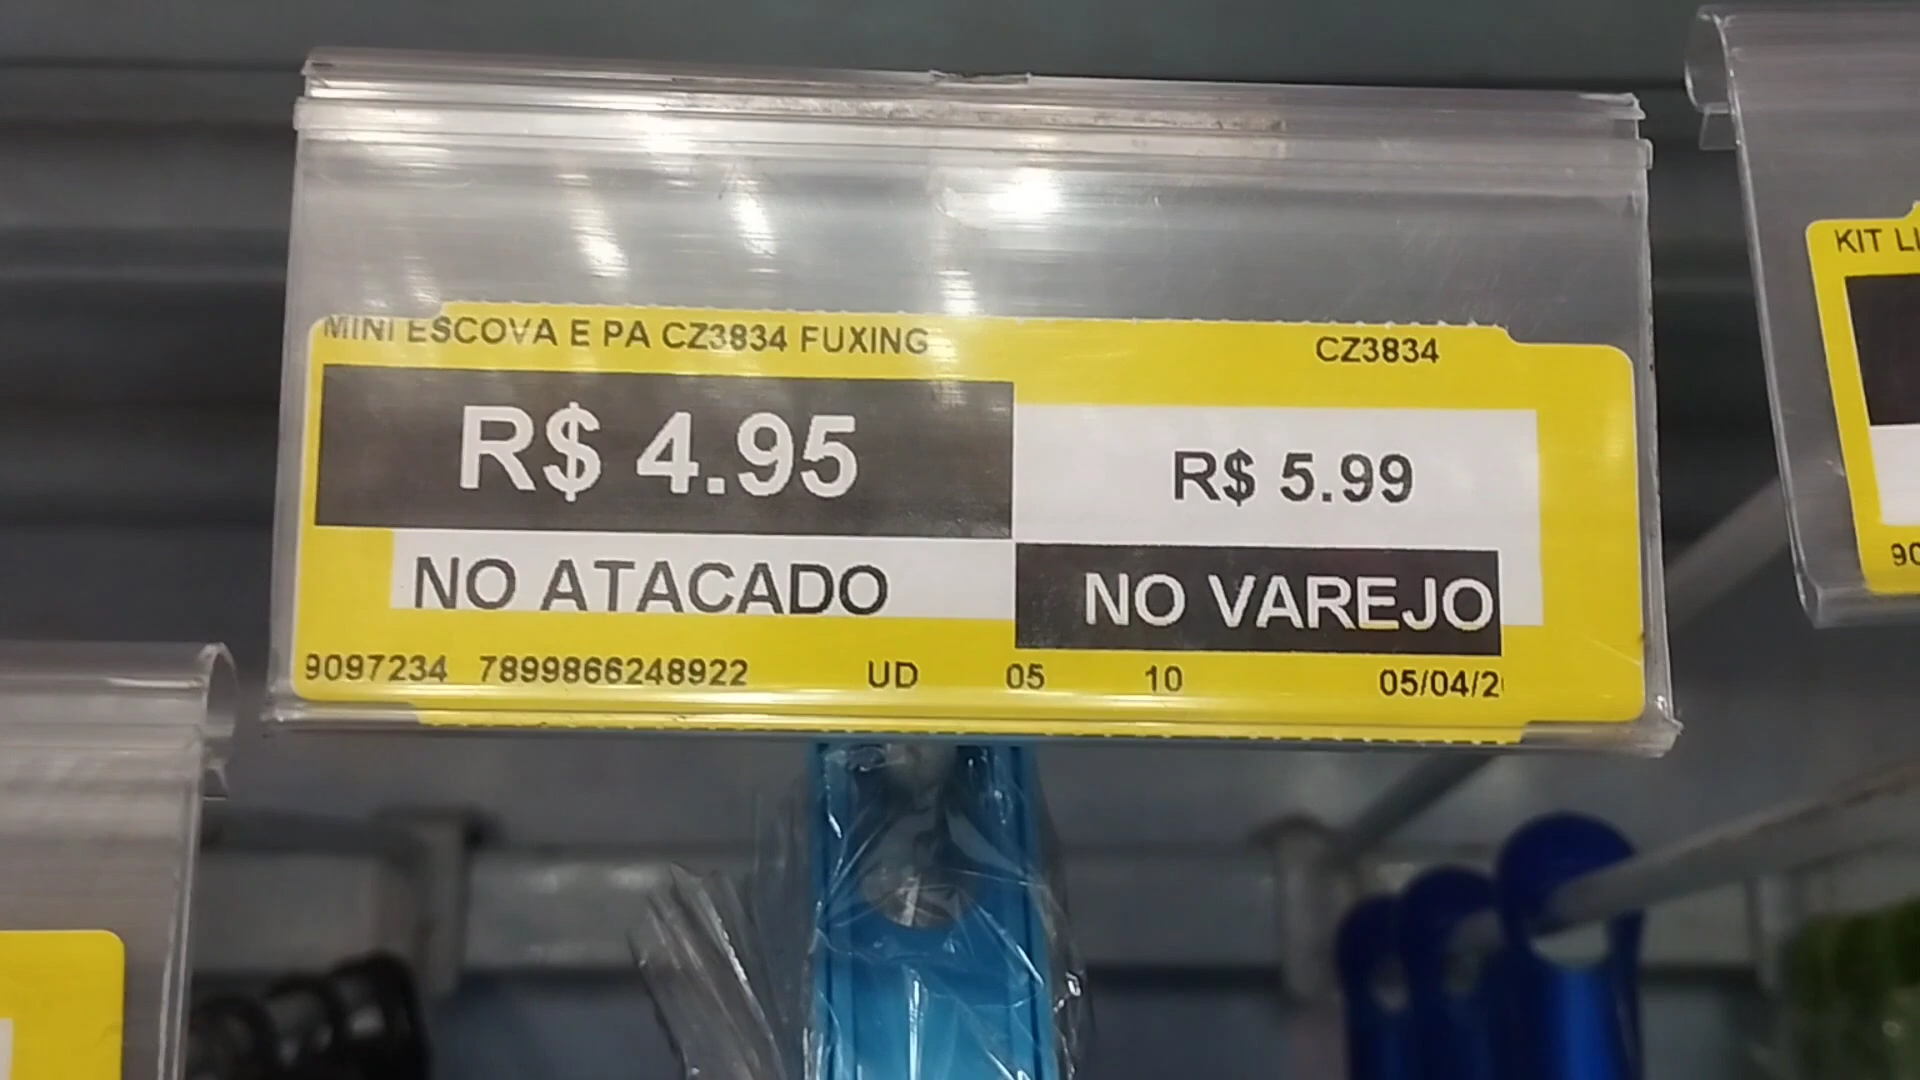 MINI ESCOVA E PA CZ3834 FUXING CZ3834
R$ 4.95 R$ 5.99
NO ATACADO NO VAREJO
9097234 7899866248922 UD 05 10 05/04/2
KIT